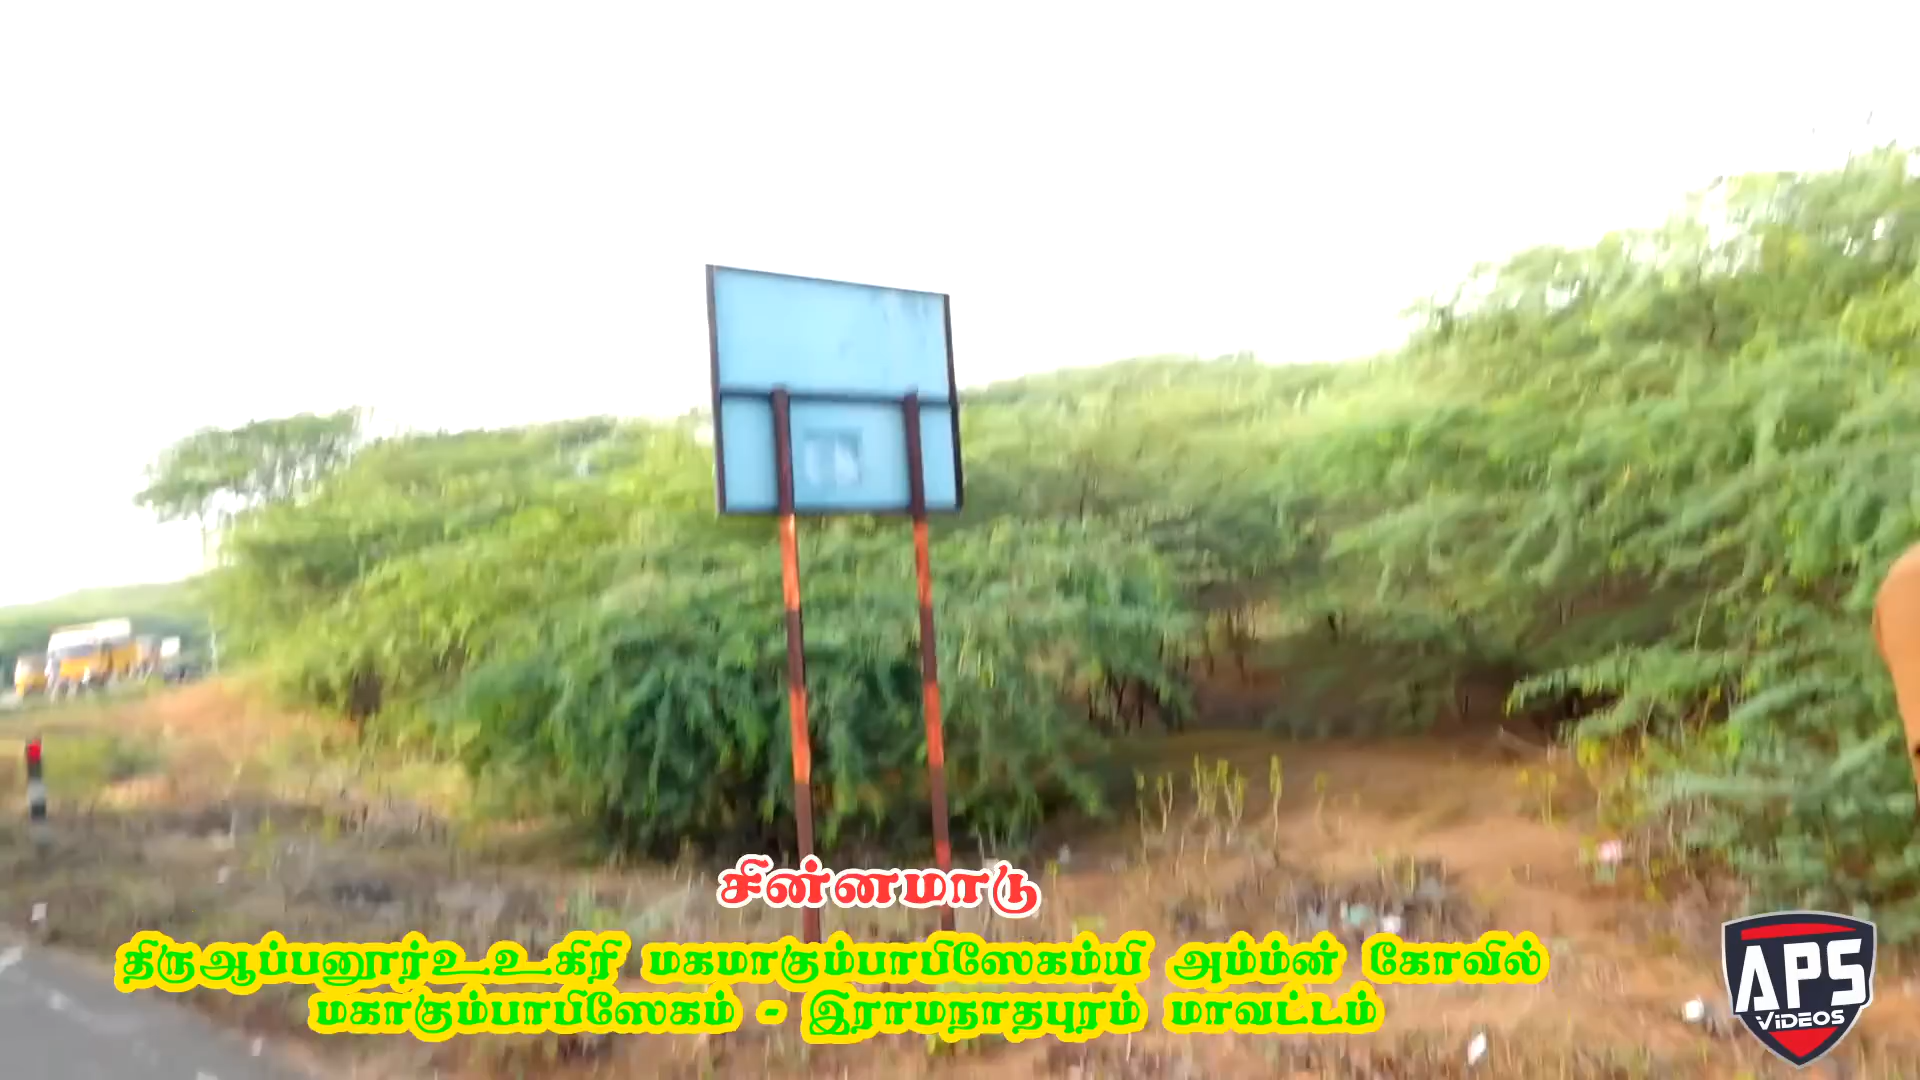 சின்னமாடு
திருஆப்பனூர்உஉகிரி மகமாகும்பாபிஸேகம்யி அம்ம்ன் கோவில்
மகாகும்பாபிஸேகம் - இராமநாதபுரம் மாவட்டம்
APS
ViDEOS